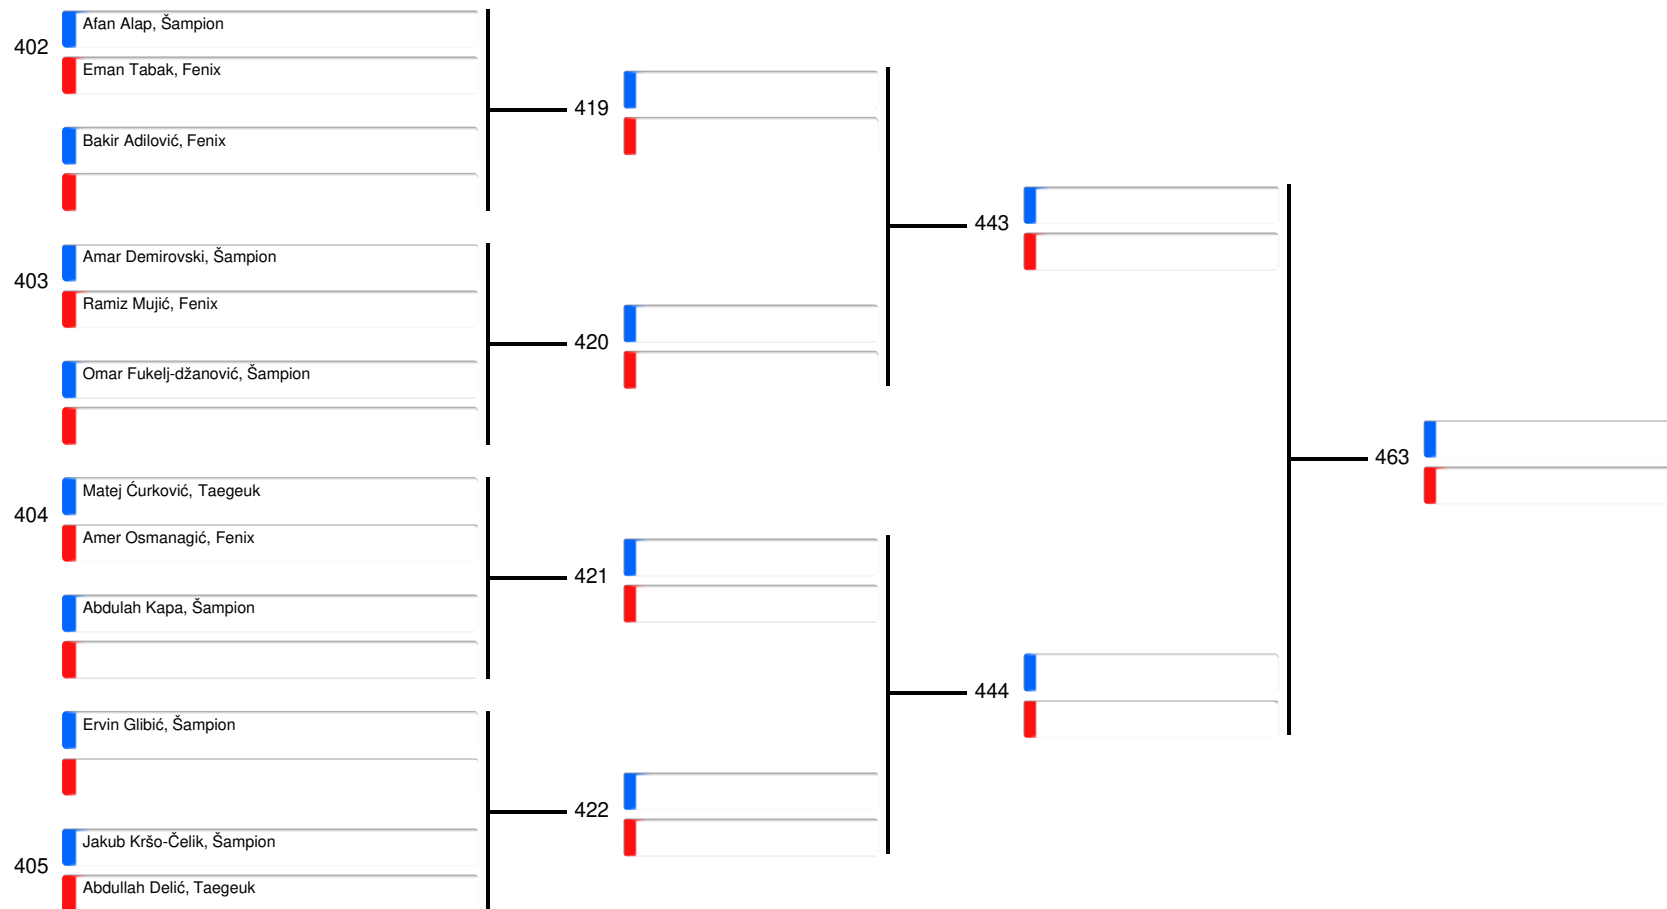 402
Afan Alap, Šampion
Eman Tabak, Fenix
Bakir Adilović, Fenix
403
Amar Demirovski, Šampion
Ramiz Mujić, Fenix
Omar Fukelj-džanović, Šampion
404
Matej Ćurković, Taegeuk
Amer Osmanagić, Fenix
Abdulah Kapa, Šampion
Ervin Glibić, Šampion
405
Jakub Kršo-Čelik, Šampion
Abdullah Delić, Taegeuk
419
420
421
422
443
444
463